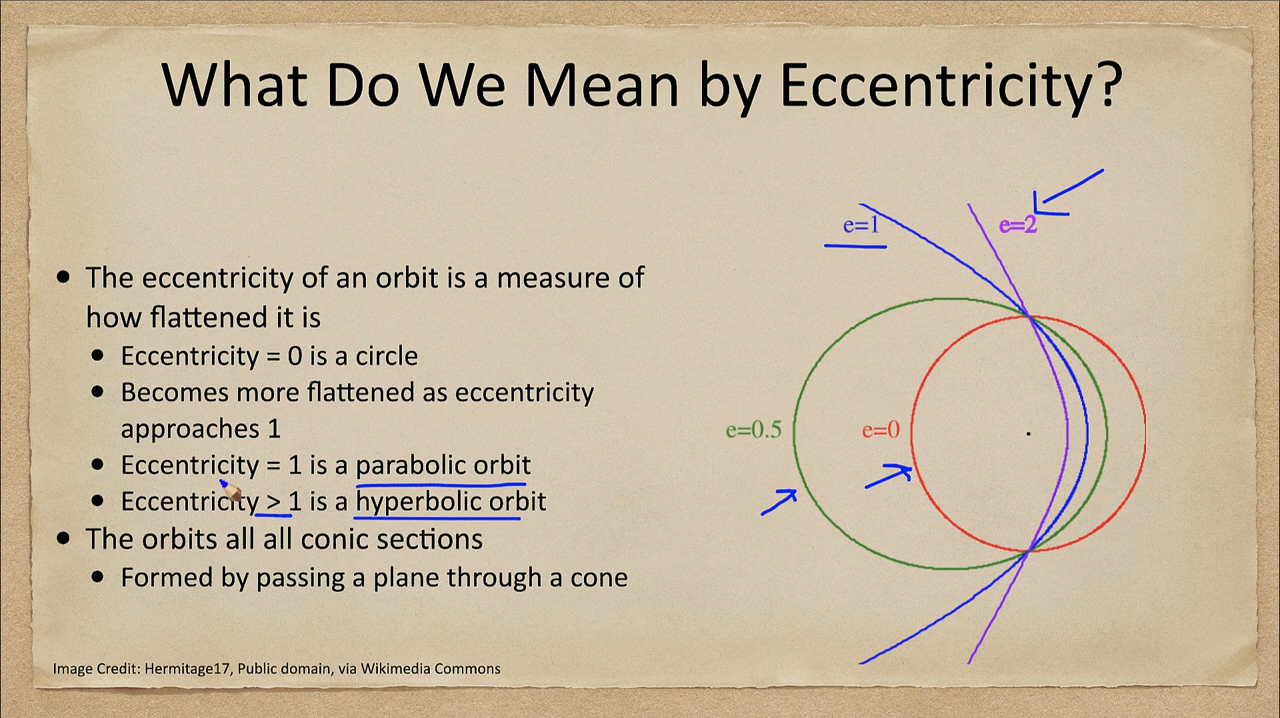 What Do We Mean by Eccentricity?
• The eccentricity of an orbit is a measure of
how flattened it is
• Eccentricity = 0 is a circle
• Becomes more flattened as eccentricity
approaches 1
• Eccentricity = 1 is a parabolic orbit
• Eccentricity > 1 is a hyperbolic orbit
• The orbits all all conic sections
• Formed by passing a plane through a cone
e=1
e=2
e=0.5
e=0
Image Credit: Hermitage17, Public domain, via Wikimedia Commons